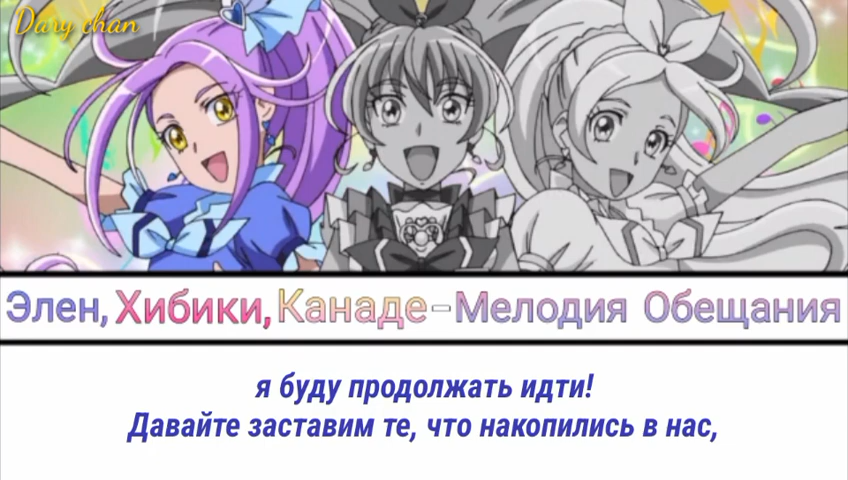 Dary chan
Элен, Хибики, Канаде - Мелодия Обещания
я буду продолжать идти!
Давайте заставим те, что накопились в нас,